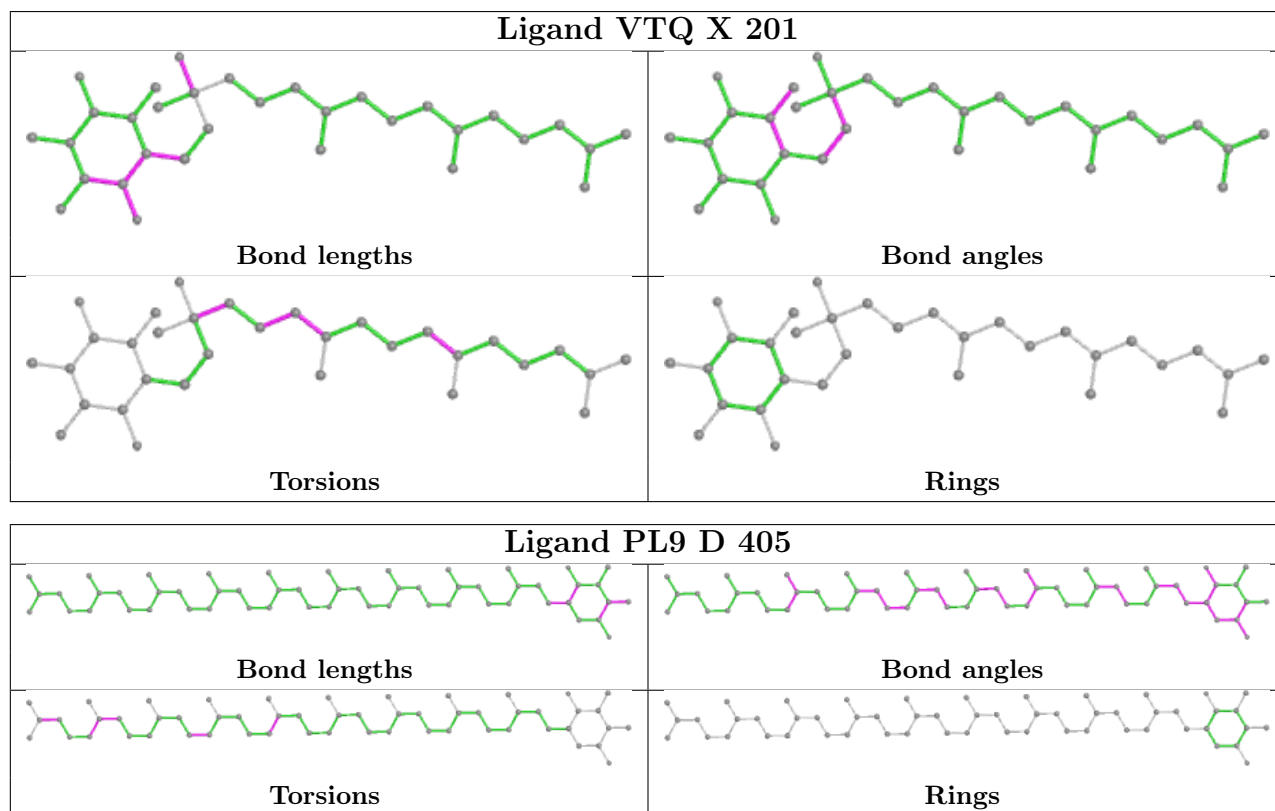 Ligand VTQ X 201
Bond lengths
Bond angles
Torsions
Rings
Ligand PL9 D 405
Bond lengths
Bond angles
Torsions
Rings